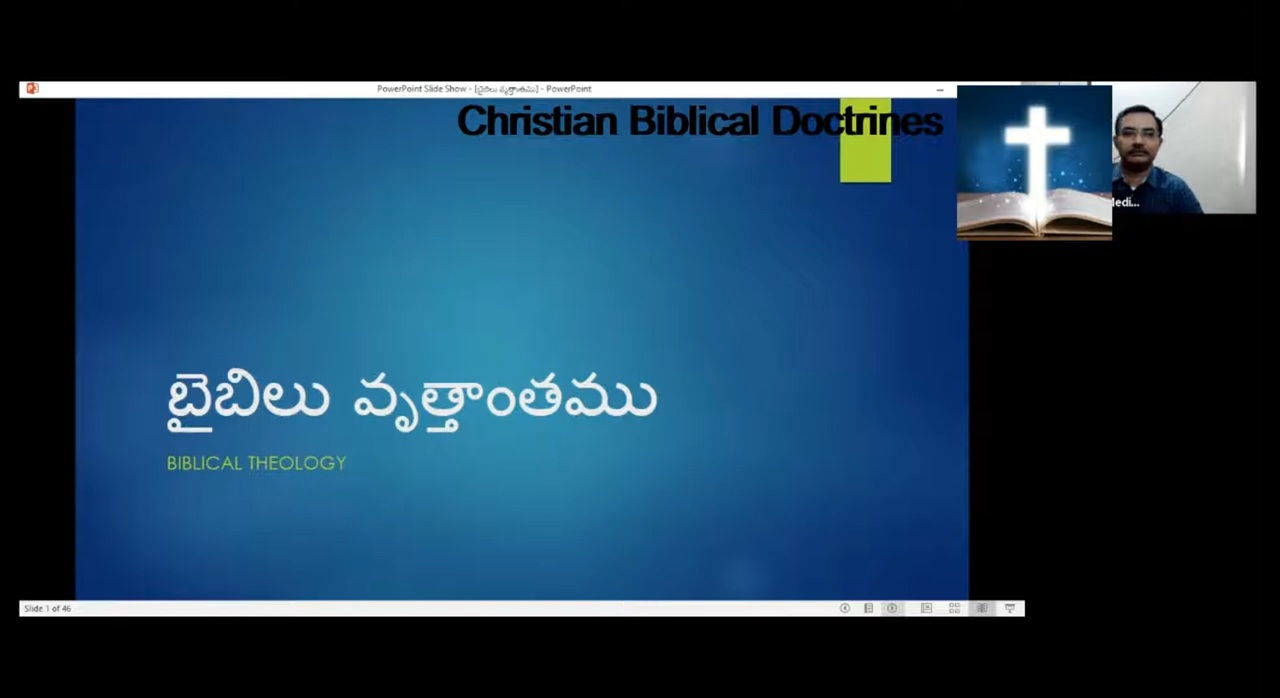 PowerPoint Slide Show - [బైబిలు వృత్తాంతము] - PowerPoint
Christian Biblical Doctrines
బైబిలు వృత్తాంతము
BIBLICAL THEOLOGY
Slide 1 of 46